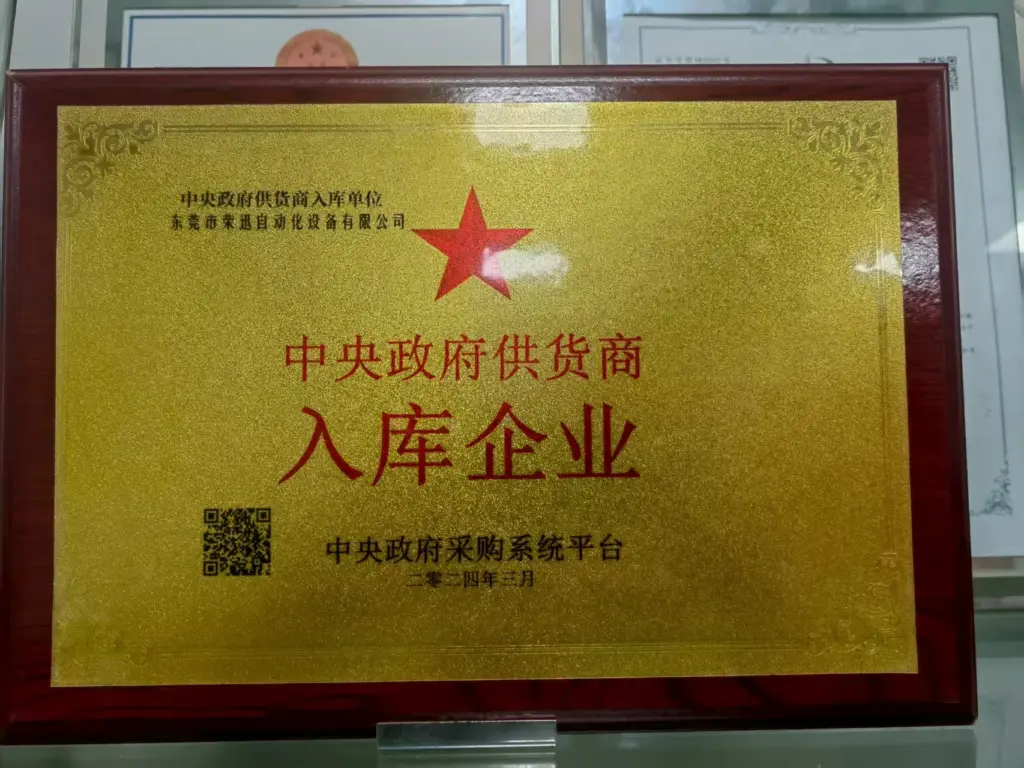 中央政府供货商入库单位
东莞市荣迅自动化设备有限公司
中央政府供货商
入库企业
中央政府采购系统平台
二零二四年三月